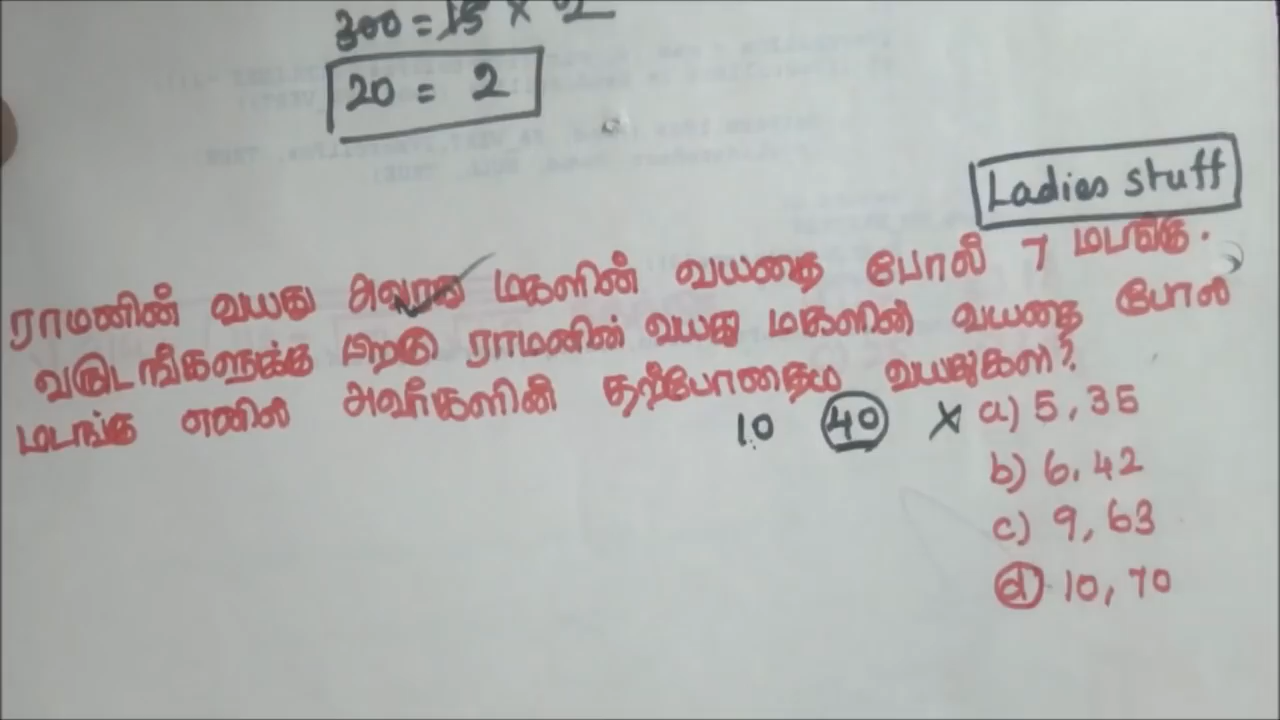 300 = 15 × 2
20 = 2
Ladies stuff
ராமனின் வயது அவரது மகளின் வயதை போல் 7 மடங்கு.
வருடங்களுக்கு பிறகு ராமனின் வயது மகளின் வயதை போல்
மடங்கு எனில் அவர்களின் தற்போதைய வயதுகள்?
10 40 × a) 5, 35
b) 6, 42
c) 9, 63
d) 10, 70